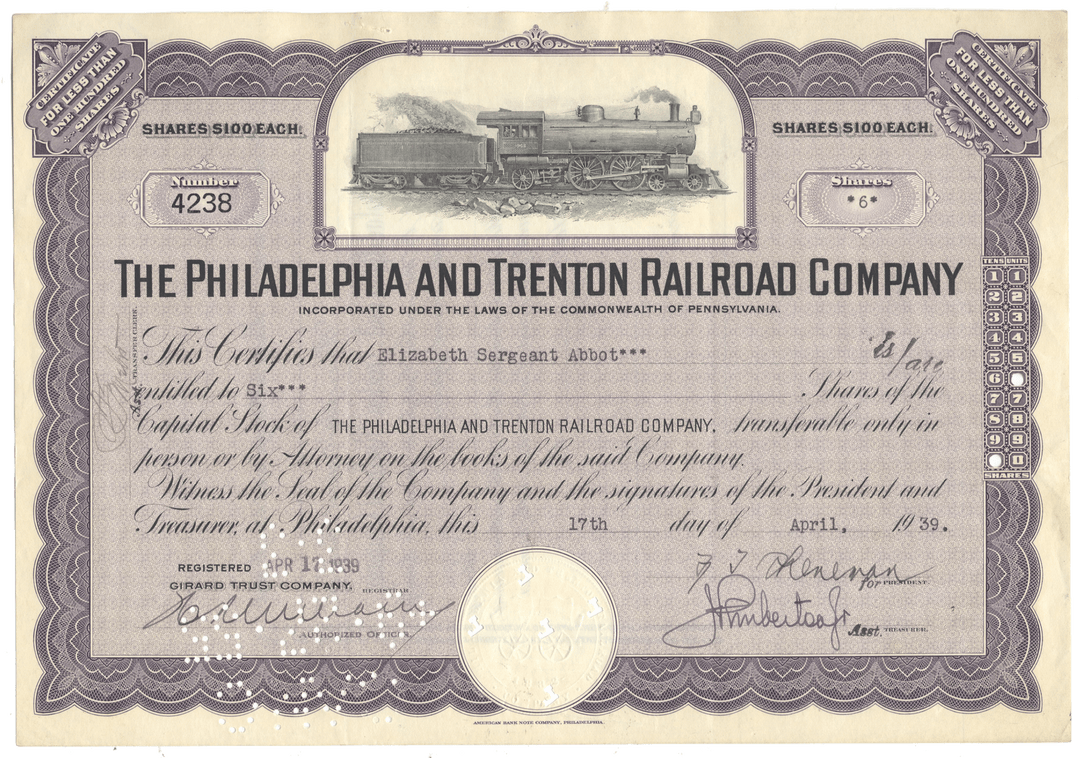 CERTIFICATE
FOR LESS THAN
ONE HUNDRED
SHARES
CERTIFICATE
FOR LESS THAN
ONE HUNDRED
SHARES
SHARES $100 EACH.
SHARES $100 EACH.
Number
4238
Shares
*6*
THE PHILADELPHIA AND TRENTON RAILROAD COMPANY
INCORPORATED UNDER THE LAWS OF THE COMMONWEALTH OF PENNSYLVANIA.
This Certifies that Elizabeth Sergeant Abbot*** is/are
entitled to Six*** Shares of the
Capital Stock of THE PHILADELPHIA AND TRENTON RAILROAD COMPANY, transferable only in
person or by Attorney on the books of the said Company.
Witness the Seal of the Company and the signatures of the President and
Treasurer, at Philadelphia, this 17th day of April, 1939.
Asst. TRANSFER CLERK.
TENS UNITS
1 1
2 2
3 3
4 4
5 5
6
7 7
8 8
9 9
0
SHARES
REGISTERED APR 17 1939
GIRARD TRUST COMPANY,
REGISTRAR
AUTHORIZED OFFICER.
for PRESIDENT.
Asst. TREASURER.
AMERICAN BANK NOTE COMPANY, PHILADELPHIA.